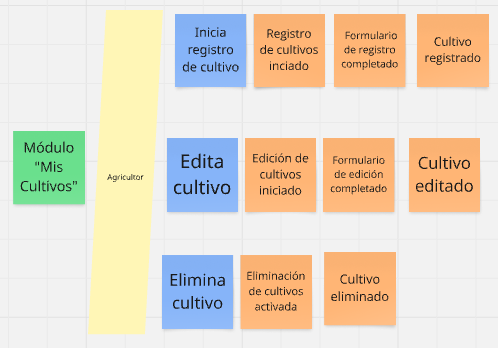 Inicia
registro
de cultivo
Registro
de cultivos
inciado
Formulario
de registro
completado
Cultivo
registrado
Módulo
"Mis
Cultivos"
Agricultor
Edita
cultivo
Edición de
cultivos
iniciado
Formulario
de edición
completado
Cultivo
editado
Elimina
cultivo
Eliminación
de cultivos
activada
Cultivo
eliminado